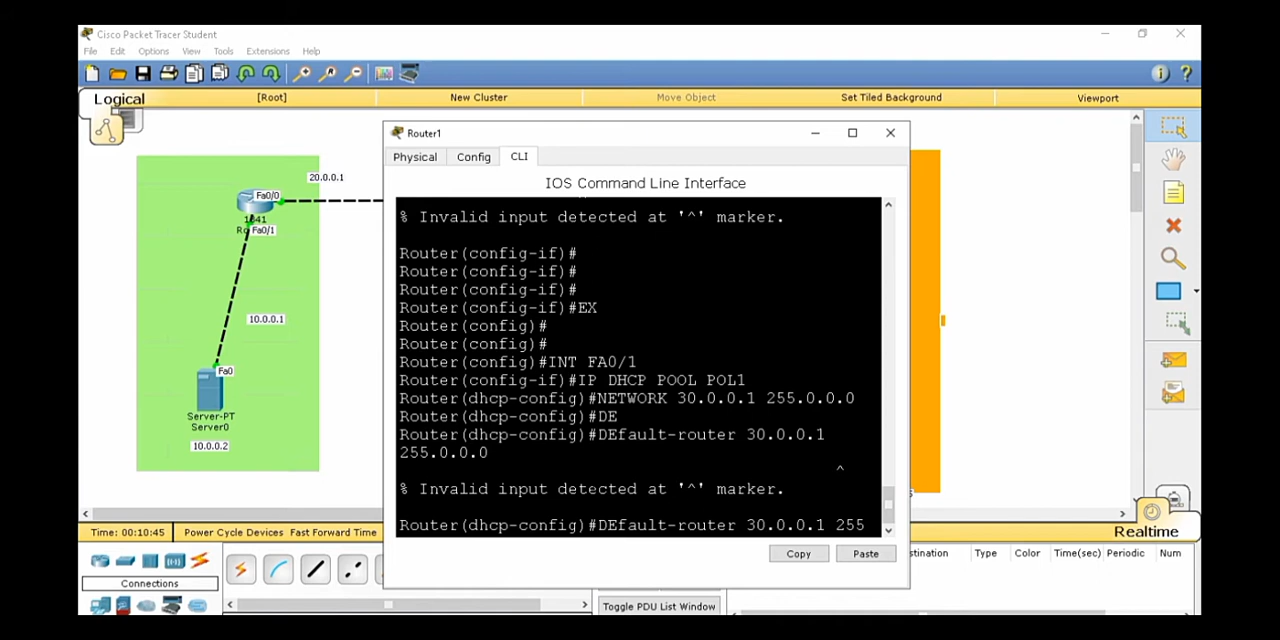 Cisco Packet Tracer Student
File Edit Options View Tools Extensions Help
Logical [Root] New Cluster Move Object Set Tiled Background Viewport
Router1
Physical Config CLI
IOS Command Line Interface
% Invalid input detected at '^' marker.
Router(config-if)#
Router(config-if)#
Router(config-if)#
Router(config-if)#EX
Router(config)#
Router(config)#
Router(config)#INT FA0/1
Router(config-if)#IP DHCP POOL POL1
Router(dhcp-config)#NETWORK 30.0.0.1 255.0.0.0
Router(dhcp-config)#DE
Router(dhcp-config)#DEfault-router 30.0.0.1
255.0.0.0
^
% Invalid input detected at '^' marker.
Router(dhcp-config)#DEfault-router 30.0.0.1 255
Copy Paste
20.0.0.1
Fa0/0
Fa0/1
10.0.0.1
Fa0
Server-PT
Server0
10.0.0.2
Time: 00:10:45 Power Cycle Devices Fast Forward Time
Realtime
Connections
Toggle PDU List Window
stination Type Color Time(sec) Periodic Num